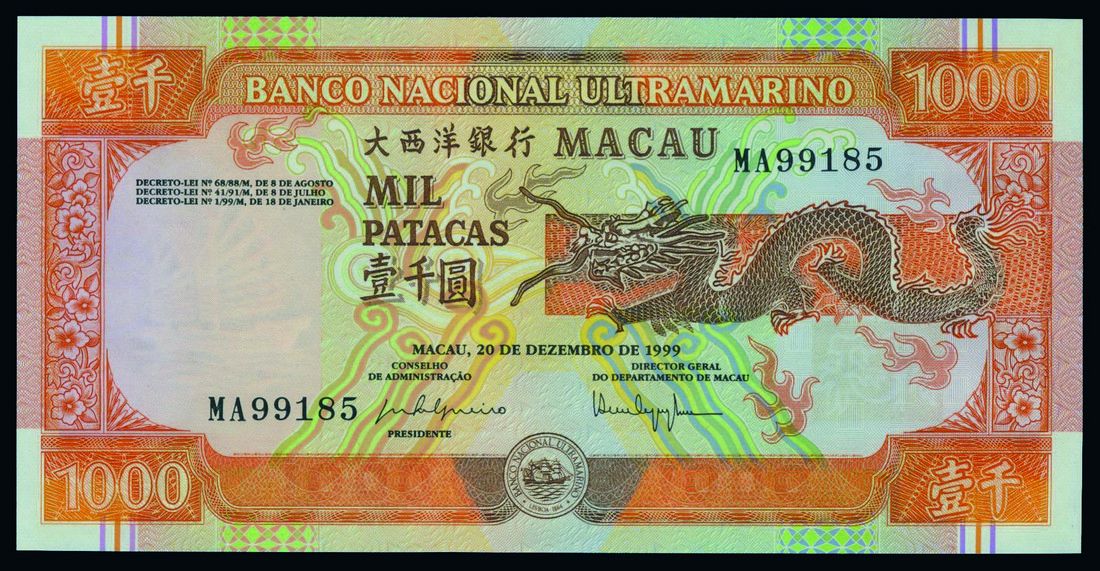 壹千
BANCO NACIONAL ULTRAMARINO
1000
大西洋銀行 MACAU
MA99185
DECRETO-LEI Nº 68/88/M, DE 8 DE AGOSTO
DECRETO-LEI Nº 41/91/M, DE 8 DE JULHO
DECRETO-LEI Nº 1/99/M, DE 18 DE JANEIRO
MIL
PATACAS
壹千圓
MACAU, 20 DE DEZEMBRO DE 1999
CONSELHO
DE ADMINISTRAÇÃO
DIRECTOR GERAL
DO DEPARTAMENTO DE MACAU
MA99185
PRESIDENTE
1000
BANCO NACIONAL ULTRAMARINO
LISBOA · 1864
壹千